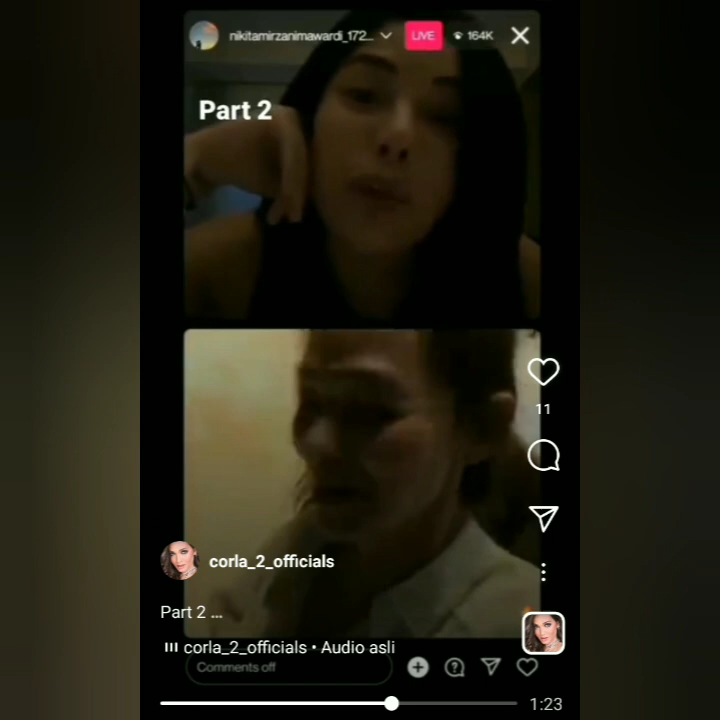 nikitamirzanimawardi_172...
LIVE
164K
Part 2
11
corla_2_officials
Part 2 ...
corla_2_officials • Audio asli
Comments off
1:23